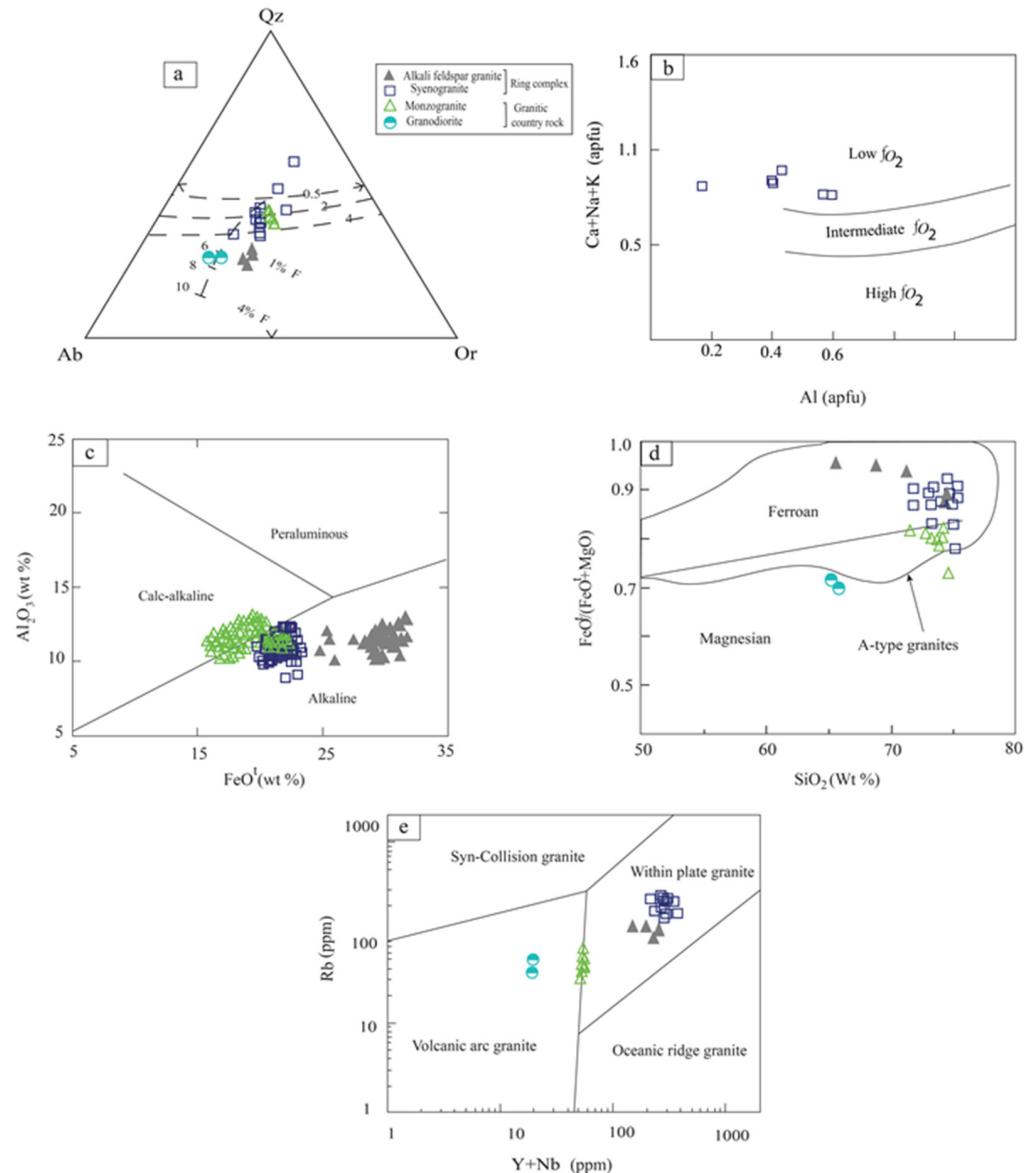 Qz
a
Alkali feldspar granite
Syenogranite
Ring complex
Monzogranite
Granitic
country rock
Granodiorite
0.5
2
4
6
8
10
1% F
4% F
Ab
Or
b
1.6
1.1
0.5
Ca+Na+K (apfu)
Low fO₂
Intermediate fO₂
High fO₂
0.2
0.4
0.6
Al (apfu)
c
25
20
15
10
5
Al₂O₃ (wt %)
Peraluminous
Calc-alkaline
Alkaline
5
15
25
35
FeOᵗ (wt %)
d
1.0
0.9
0.8
0.7
0.5
FeOᵗ/(FeOᵗ+MgO)
Ferroan
Magnesian
A-type granites
50
60
70
80
SiO₂ (Wt %)
e
1000
100
10
1
Rb (ppm)
Syn-Collision granite
Within plate granite
Volcanic arc granite
Oceanic ridge granite
1
10
100
1000
Y+Nb (ppm)